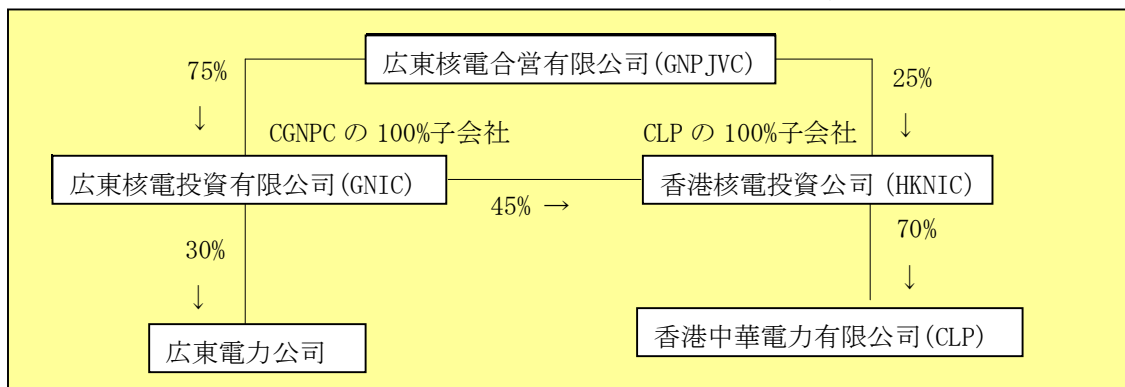 広東核電合営有限公司(GNPJVC)
75%
↓
25%
↓
CGNPC の 100%子会社
CLP の 100%子会社
広東核電投資有限公司(GNIC)
香港核電投資公司 (HKNIC)
45% →
30%
↓
70%
↓
広東電力公司
香港中華電力有限公司(CLP)